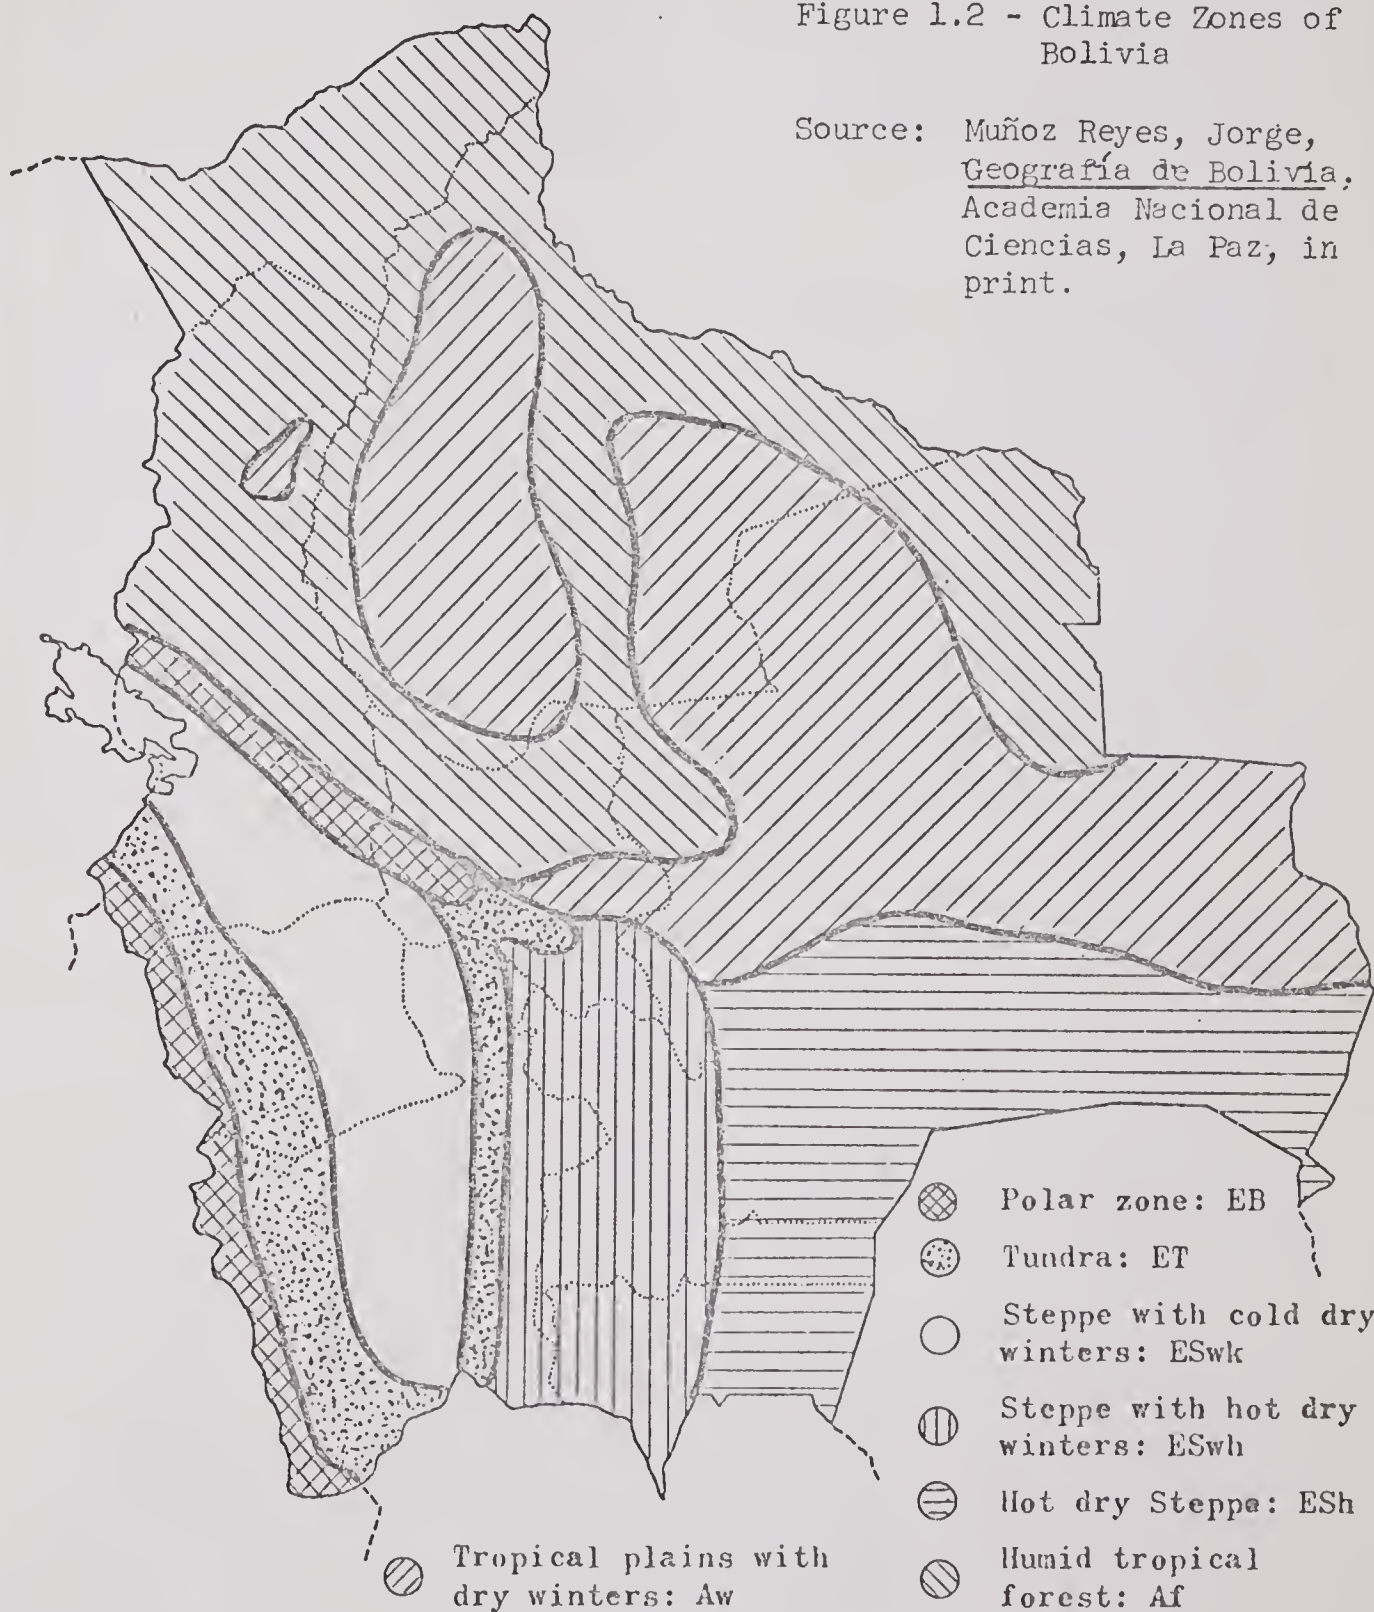 Figure 1.2 - Climate Zones of
Bolivia
Source: Muñoz Reyes, Jorge,
Geografía de Bolivia.
Academia Nacional de
Ciencias, La Paz, in
print.
Polar zone: EB
Tundra: ET
Steppe with cold dry
winters: ESwk
Steppe with hot dry
winters: ESwh
Hot dry Steppe: ESh
Tropical plains with
dry winters: Aw
Humid tropical
forest: Af